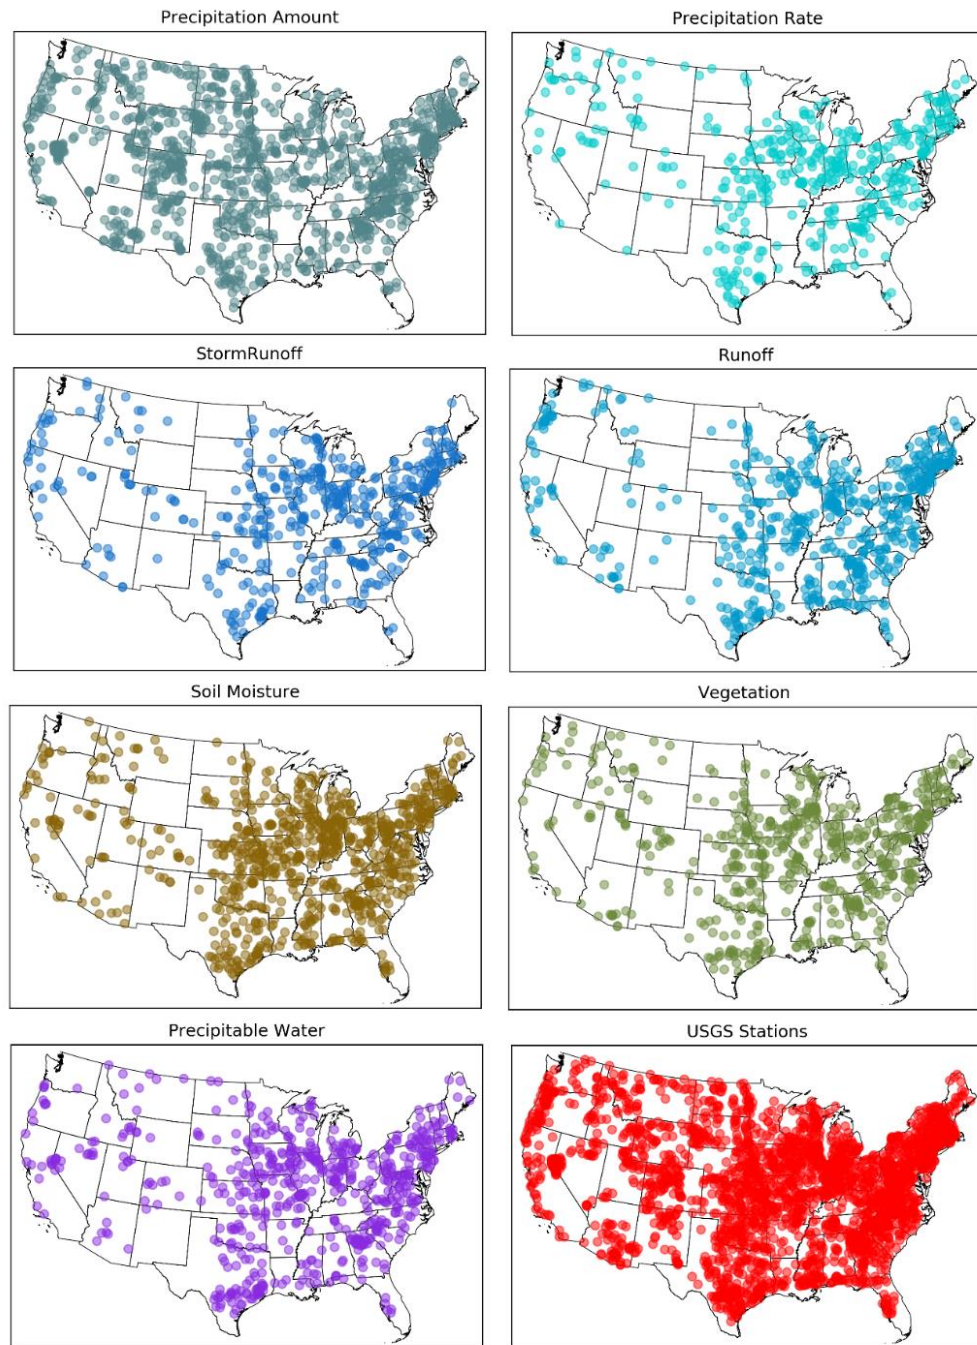 Precipitation Amount
Precipitation Rate
StormRunoff
Runoff
Soil Moisture
Vegetation
Precipitable Water
USGS Stations